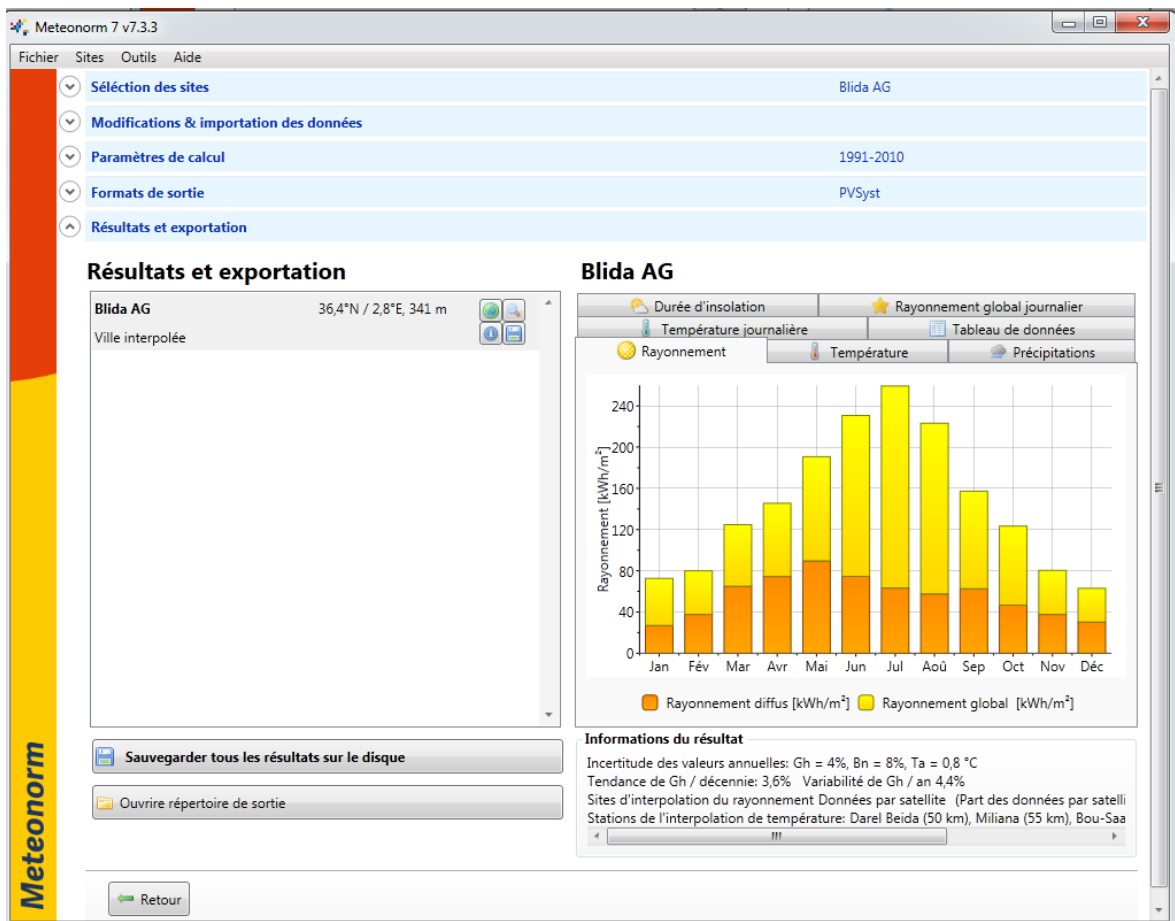 Meteonorm 7 v7.3.3
Fichier Sites Outils Aide
Séléction des sites Blida AG
Modifications & importation des données
Paramètres de calcul 1991-2010
Formats de sortie PVSyst
Résultats et exportation
Résultats et exportation
Blida AG 36,4°N / 2,8°E, 341 m
Ville interpolée
Sauvegarder tous les résultats sur le disque
Ouvrire répertoire de sortie
Blida AG
Durée d'insolation Rayonnement global journalier
Température journalière Tableau de données
Rayonnement Température Précipitations
Rayonnement [kWh/m²]
240
200
160
120
80
40
0
Jan Fév Mar Avr Mai Jun Jul Aoû Sep Oct Nov Déc
Rayonnement diffus [kWh/m²] Rayonnement global [kWh/m²]
Informations du résultat
Incertitude des valeurs annuelles: Gh = 4%, Bn = 8%, Ta = 0,8 °C
Tendance de Gh / décennie: 3,6% Variabilité de Gh / an 4,4%
Sites d'interpolation du rayonnement Données par satellite (Part des données par satelli
Stations de l'interpolation de température: Darel Beida (50 km), Miliana (55 km), Bou-Saa
Meteonorm
Retour